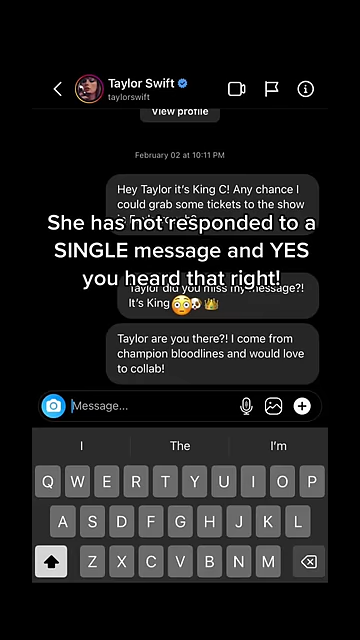 Taylor Swift
taylorswift
View profile
February 02 at 10:11 PM
Hey Taylor it's King C! Any chance I
could grab some tickets to the show
She has not responded to a
SINGLE message and YES
you heard that right!
Taylor did you miss my message?!
It's King
Taylor are you there?! I come from
champion bloodlines and would love
to collab!
Message...
I The I'm
Q W E R T Y U I O P
A S D F G H J K L
Z X C V B N M